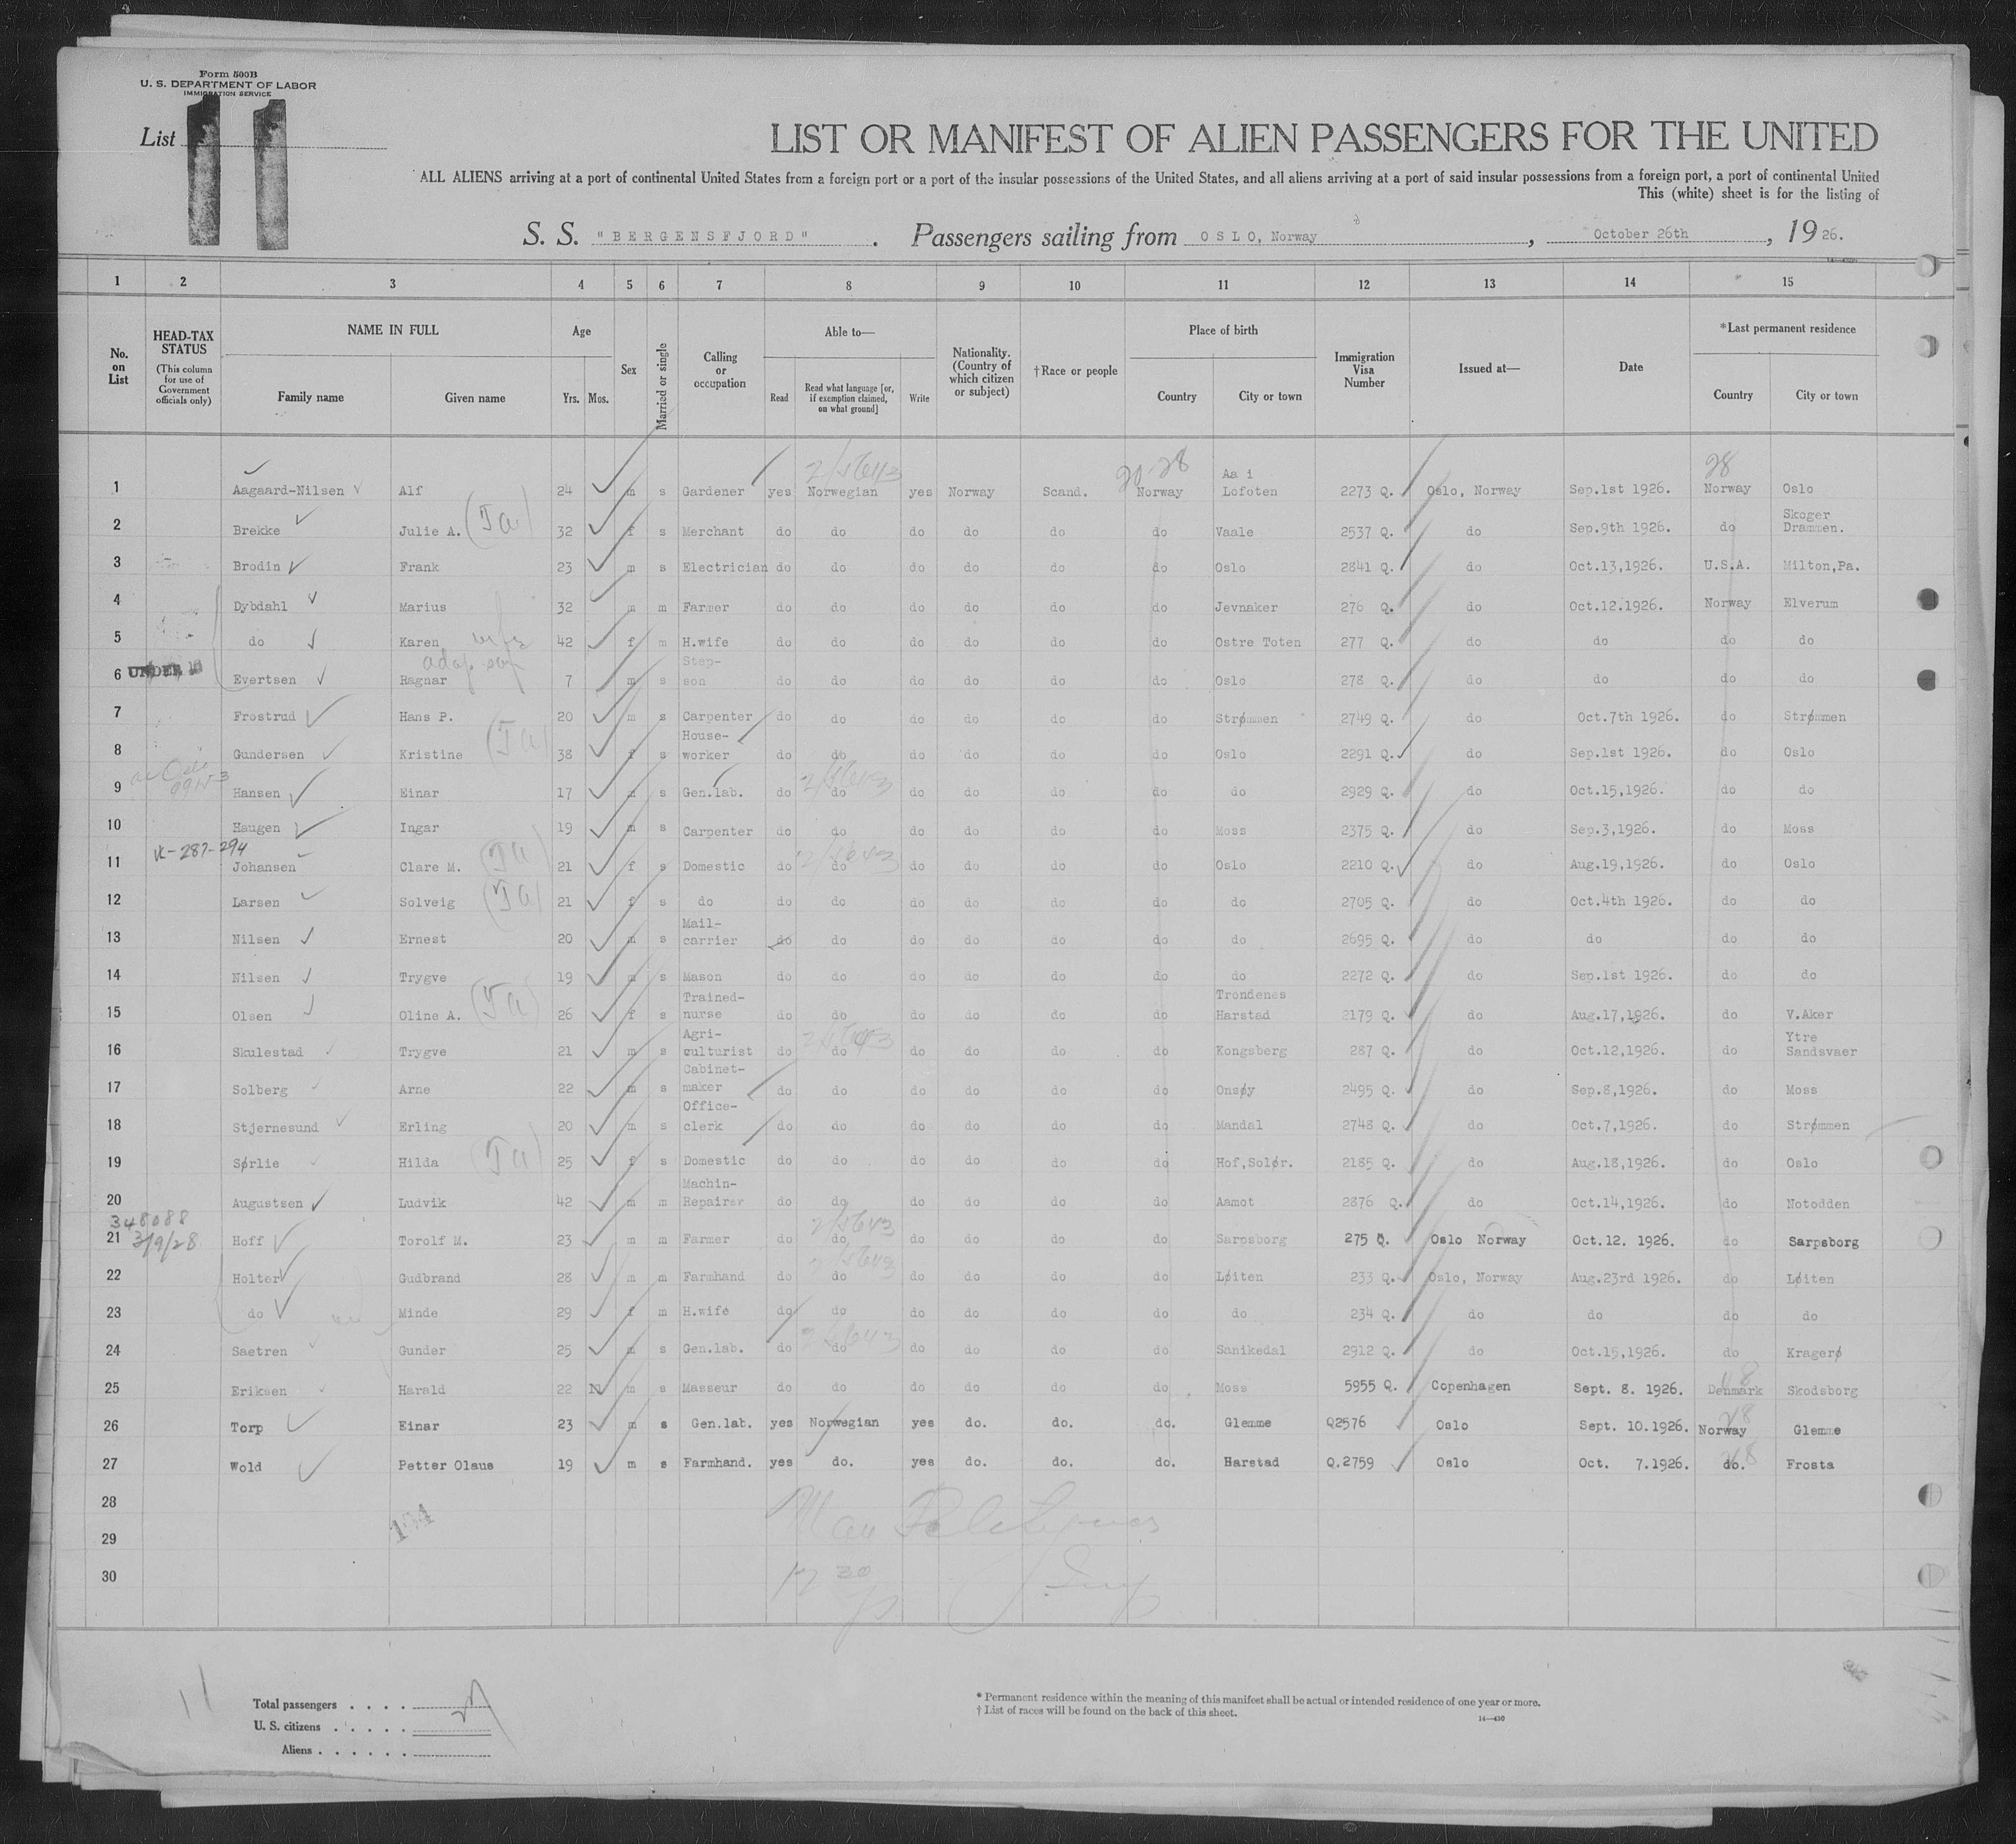 Form 500B
U. S. DEPARTMENT OF LABOR
IMMIGRATION SERVICE
List 11
LIST OR MANIFEST OF ALIEN PASSENGERS FOR THE UNITED
ALL ALIENS arriving at a port of continental United States from a foreign port or a port of the insular possessions of the United States, and all aliens arriving at a port of said insular possessions from a foreign port, a port of continental United
This (white) sheet is for the listing of
S. S. "BERGENSFJORD". Passengers sailing from OSLO, Norway, October 26th, 1926.
1 2 3 4 5 6 7 8 9 10 11 12 13 14 15
No. on List
HEAD-TAX STATUS (This column for use of Government officials only)
NAME IN FULL Family name Given name
Age Yrs. Mos.
Sex
Married or single
Calling or occupation
Able to— Read Read what language [or, if exemption claimed, on what ground] Write
Nationality. (Country of which citizen or subject)
†Race or people
Place of birth Country City or town
Immigration Visa Number
Issued at—
Date
*Last permanent residence Country City or town
20-28 28
1 Aagaard-Nilsen Alf 24 m s Gardener yes Norwegian yes Norway Scand. Norway Aa i Lofoten 2273 Q. Oslo, Norway Sep.1st 1926. Norway Oslo
2 Brekke Julie A. (Ta) 32 f s Merchant do do do do do do Vaale 2537 Q. do Sep.9th 1926. do Skoger Drammen.
3 Brodin Frank 23 m s Electrician do do do do do do Oslo 2841 Q. do Oct.13,1926. U.S.A. Milton,Pa.
4 Dybdahl Marius 32 m m Farmer do do do do do do Jevnaker 276 Q. do Oct.12.1926. Norway Elverum
5 do Karen wife 42 f m H.wife do do do do do do Ostre Toten 277 Q. do do do do
adop. son
6 UNDER 16 Evertsen Ragnar 7 m s Step-son do do do do do do Oslo 278 Q. do do do do
7 Frostrud Hans P. 20 m s Carpenter do do do do do do Strømmen 2749 Q. do Oct.7th 1926. do Strømmen
8 Gundersen Kristine (Ta) 38 f s House-worker do do do do do do Oslo 2291 Q. do Sep.1st 1926. do Oslo
9 Hansen Einar 17 m s Gen.lab. do do do do do do do 2929 Q. do Oct.15,1926. do do
10 Haugen Ingar 19 m s Carpenter do do do do do do Moss 2375 Q. do Sep.3,1926. do Moss
11 Johansen Clare M. (Ta) 21 f s Domestic do do do do do do Oslo 2210 Q. do Aug.19,1926. do Oslo
12 Larsen Solveig (Ta) 21 f s do do do do do do do do 2705 Q. do Oct.4th 1926. do do
13 Nilsen Ernest 20 m s Mail-carrier do do do do do do do 2695 Q. do do do do
14 Nilsen Trygve 19 m s Mason do do do do do do do 2272 Q. do Sep.1st 1926. do do
15 Olsen Oline A. (Ta) 26 f s Trained-nurse do do do do do do Trondenes Harstad 2179 Q. do Aug.17,1926. do V.Aker
16 Skulestad Trygve 21 m s Agri-culturist do do do do do do Kongsberg 287 Q. do Oct.12,1926. do Ytre Sandsvaer
17 Solberg Arne 22 m s Cabinet-maker do do do do do do Onsøy 2495 Q. do Sep.8,1926. do Moss
18 Stjernesund Erling 20 m s Office-clerk do do do do do do Mandal 2748 Q. do Oct.7,1926. do Strømmen
19 Sørlie Hilda (Ta) 25 f s Domestic do do do do do do Hof,Solør. 2185 Q. do Aug.18,1926. do Oslo
20 Augustsen Ludvik 42 m m Machin-Repairer do do do do do do Aamot 2876 Q. do Oct.14,1926. do Notodden
348088
3/9/28
21 Hoff Torolf M. 23 m m Farmer do do do do do do Sarpsborg 275 Q. Oslo Norway Oct.12. 1926. do Sarpsborg
22 Holter Gudbrand 28 m m Farmhand do do do do do do Løiten 233 Q. Oslo, Norway Aug.23rd 1926. do Løiten
23 do Minde 29 f m H.wife do do do do do do do 234 Q. do do do do
24 Saetren Gunder 25 m s Gen.lab. do do do do do do Sanikedal 2912 Q. do Oct.15,1926. do Kragerø
25 Eriksen Harald 22 m s Masseur do do do do do do Moss 5955 Q. Copenhagen Sept. 8. 1926. Denmark Skodsborg
26 Torp Einar 23 m s Gen.lab. yes Norwegian yes do. do. do. Glemme Q2576 Oslo Sept. 10.1926. Norway Glemme
27 Wold Petter Olaus 19 m s Farmhand. yes do. yes do. do. do. Harstad Q.2759 Oslo Oct. 7.1926. do. Frosta
28
29
30
194
11
Total passengers . . . .
U. S. citizens . . . . .
Aliens . . . . . .
* Permanent residence within the meaning of this manifest shall be actual or intended residence of one year or more.
† List of races will be found on the back of this sheet.
14—430